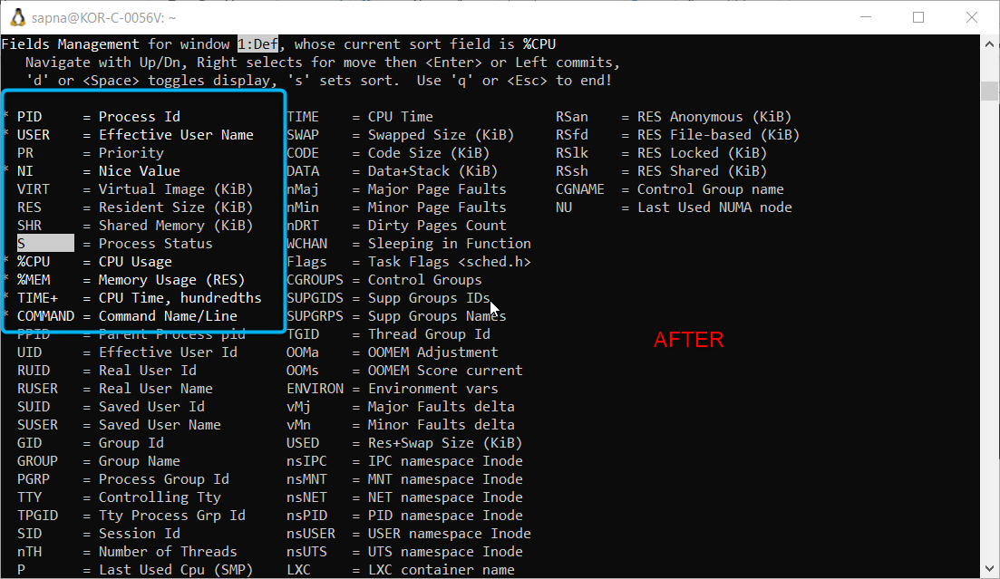 sapna@KOR-C-0056V: ~
Fields Management for window 1:Def, whose current sort field is %CPU
Navigate with Up/Dn, Right selects for move then <Enter> or Left commits,
'd' or <Space> toggles display, 's' sets sort. Use 'q' or <Esc> to end!
* PID = Process Id TIME = CPU Time RSan = RES Anonymous (KiB)
* USER = Effective User Name SWAP = Swapped Size (KiB) RSfd = RES File-based (KiB)
PR = Priority CODE = Code Size (KiB) RSlk = RES Locked (KiB)
* NI = Nice Value DATA = Data+Stack (KiB) RSsh = RES Shared (KiB)
VIRT = Virtual Image (KiB) nMaj = Major Page Faults CGNAME = Control Group name
RES = Resident Size (KiB) nMin = Minor Page Faults NU = Last Used NUMA node
SHR = Shared Memory (KiB) nDRT = Dirty Pages Count
S = Process Status WCHAN = Sleeping in Function
* %CPU = CPU Usage Flags = Task Flags <sched.h>
* %MEM = Memory Usage (RES) CGROUPS = Control Groups
* TIME+ = CPU Time, hundredths SUPGIDS = Supp Groups IDs
* COMMAND = Command Name/Line SUPGRPS = Supp Groups Names
PPID = Parent Process pid TGID = Thread Group Id
AFTER
UID = Effective User Id OOMa = OOMEM Adjustment
RUID = Real User Id OOMs = OOMEM Score current
RUSER = Real User Name ENVIRON = Environment vars
SUID = Saved User Id vMj = Major Faults delta
SUSER = Saved User Name vMn = Minor Faults delta
GID = Group Id USED = Res+Swap Size (KiB)
GROUP = Group Name nsIPC = IPC namespace Inode
PGRP = Process Group Id nsMNT = MNT namespace Inode
TTY = Controlling Tty nsNET = NET namespace Inode
TPGID = Tty Process Grp Id nsPID = PID namespace Inode
SID = Session Id nsUSER = USER namespace Inode
nTH = Number of Threads nsUTS = UTS namespace Inode
P = Last Used Cpu (SMP) LXC = LXC container name